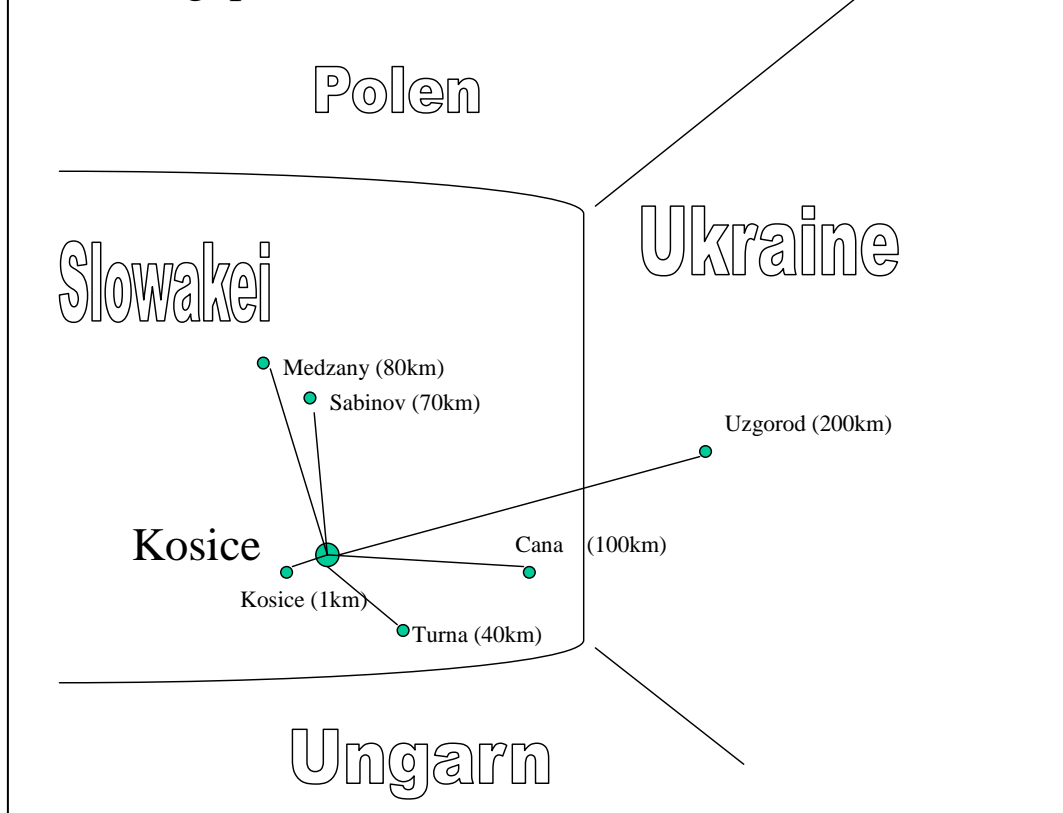 Polen
Ukraine
Slowakei
Medzany (80km)
Sabinov (70km)
Uzgorod (200km)
Kosice
Cana (100km)
Kosice (1km)
Turna (40km)
Ungarn